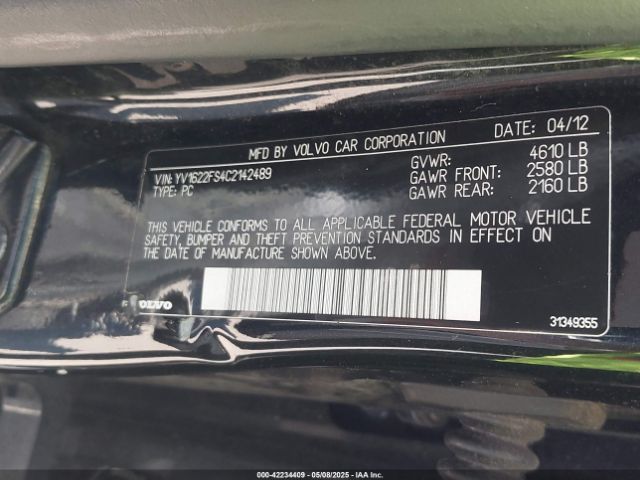 MFD BY VOLVO CAR CORPORATION DATE: 04/12
VIN: YV1622FS4C2142489 GVWR: 4610 LB
TYPE: PC GAWR FRONT: 2580 LB
GAWR REAR: 2160 LB
THIS VEHICLE CONFORMS TO ALL APPLICABLE FEDERAL MOTOR VEHICLE
SAFETY, BUMPER AND THEFT PREVENTION STANDARDS IN EFFECT ON
THE DATE OF MANUFACTURE SHOWN ABOVE.
VOLVO 31349355
000-42234409 - 05/08/2025 - IAAI.com